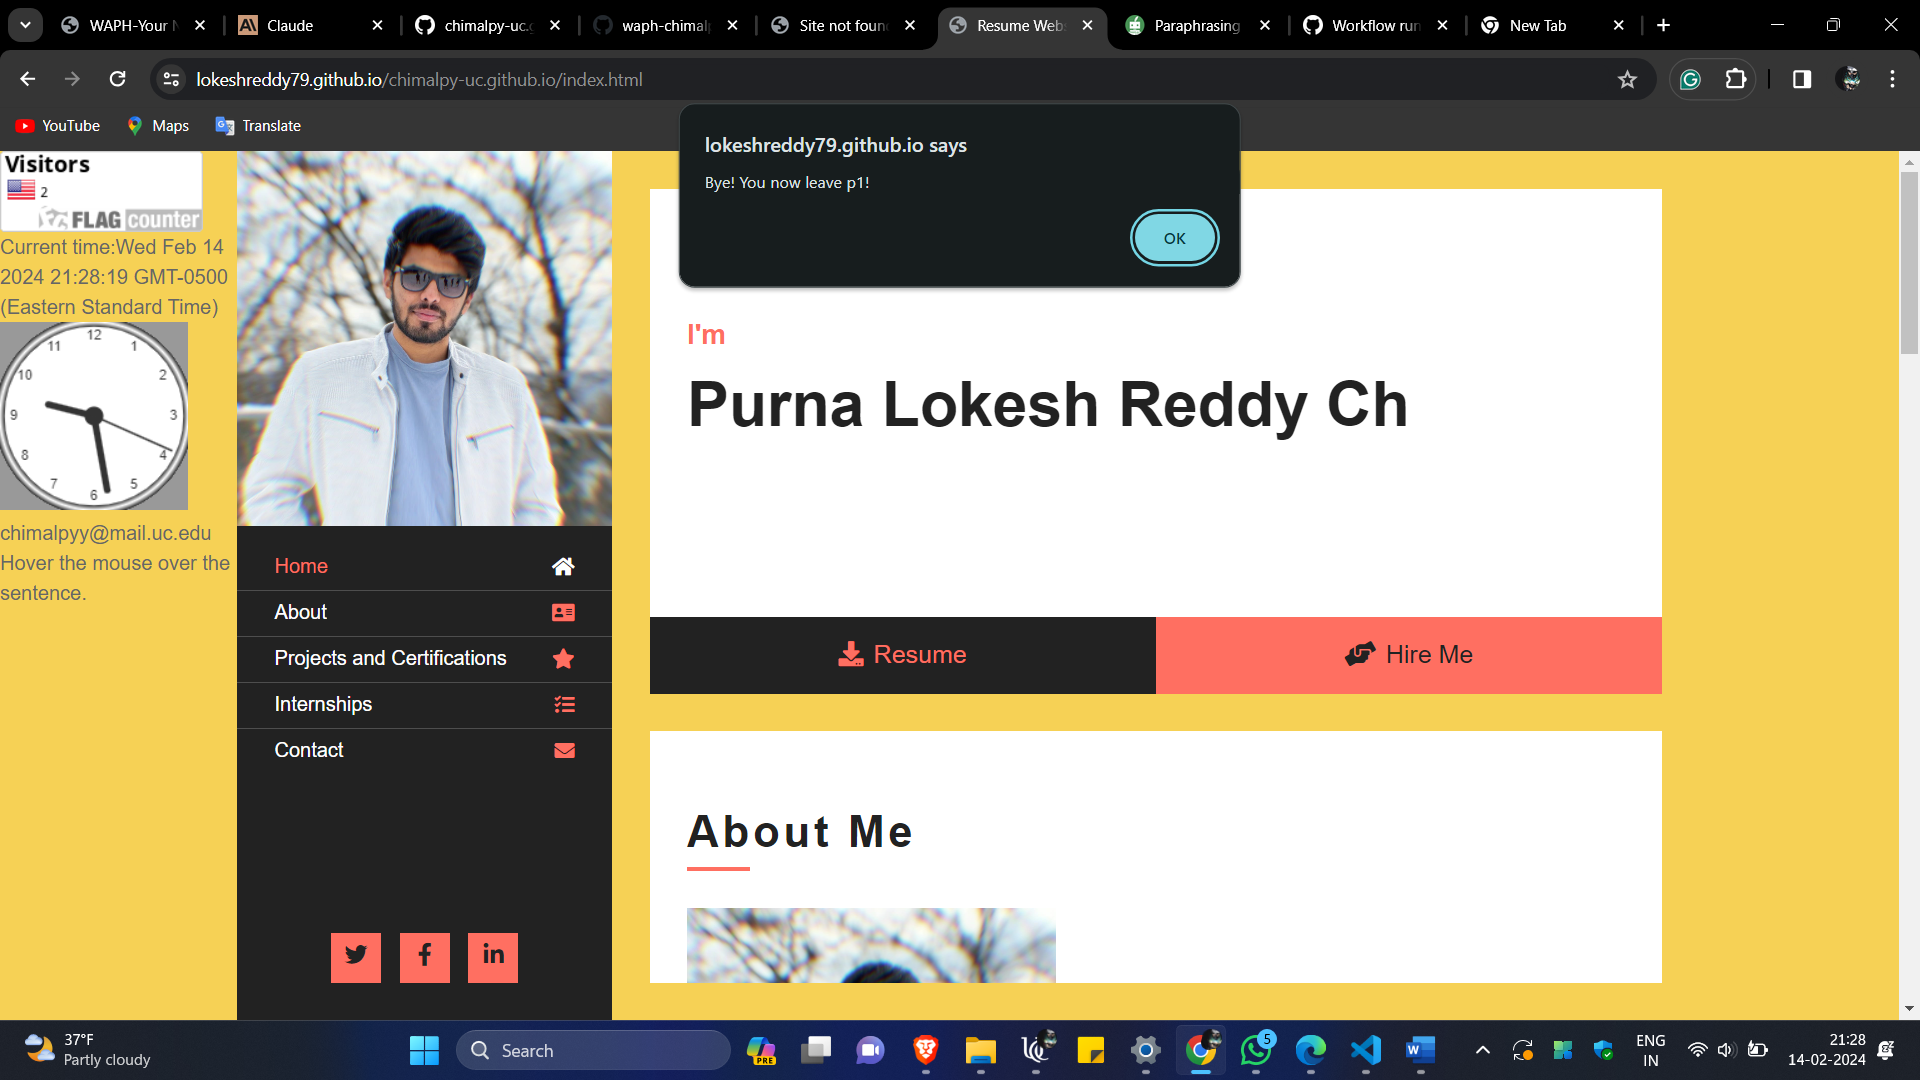 WAPH-Your N
Claude
chimalpy-uc.g
waph-chimalp
Site not found
Resume Webs
Paraphrasing
Workflow run
New Tab
lokeshreddy79.github.io/chimalpy-uc.github.io/index.html
YouTube
Maps
Translate
lokeshreddy79.github.io says
Bye! You now leave p1!
OK
Visitors
2
FLAG counter
Current time:Wed Feb 14
2024 21:28:19 GMT-0500
(Eastern Standard Time)
12
11
1
10
2
9
3
8
4
7
5
6
chimalpyy@mail.uc.edu
Hover the mouse over the
sentence.
Home
About
Projects and Certifications
Internships
Contact
I'm
Purna Lokesh Reddy Ch
Resume
Hire Me
About Me
37°F
Partly cloudy
Search
PRE
5
ENG
IN
21:28
14-02-2024